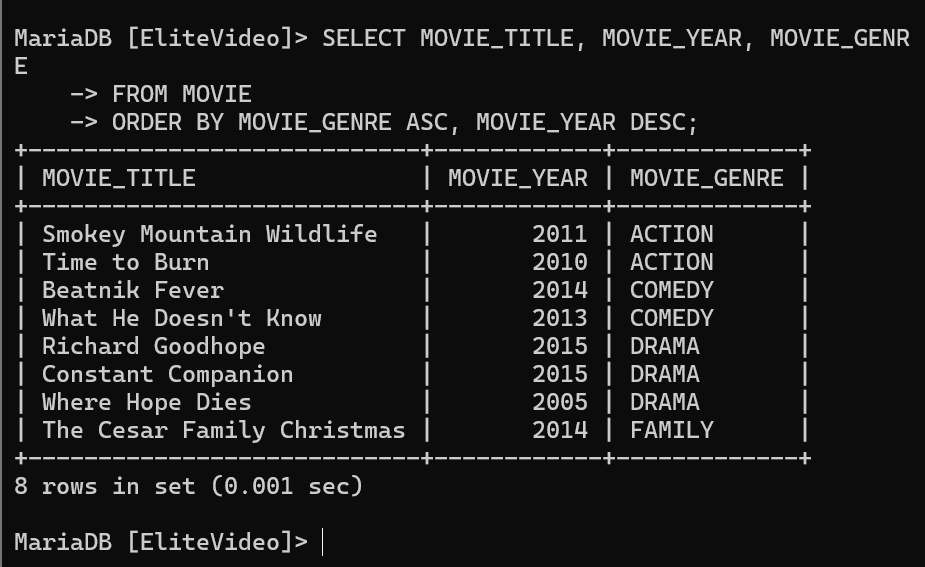 MariaDB [EliteVideo]> SELECT MOVIE_TITLE, MOVIE_YEAR, MOVIE_GENR
E
    -> FROM MOVIE
    -> ORDER BY MOVIE_GENRE ASC, MOVIE_YEAR DESC;
+----------------------------+------------+-------------+
| MOVIE_TITLE                | MOVIE_YEAR | MOVIE_GENRE |
+----------------------------+------------+-------------+
| Smokey Mountain Wildlife   |       2011 | ACTION      |
| Time to Burn               |       2010 | ACTION      |
| Beatnik Fever              |       2014 | COMEDY      |
| What He Doesn't Know       |       2013 | COMEDY      |
| Richard Goodhope           |       2015 | DRAMA       |
| Constant Companion         |       2015 | DRAMA       |
| Where Hope Dies            |       2005 | DRAMA       |
| The Cesar Family Christmas |       2014 | FAMILY      |
+----------------------------+------------+-------------+
8 rows in set (0.001 sec)

MariaDB [EliteVideo]>